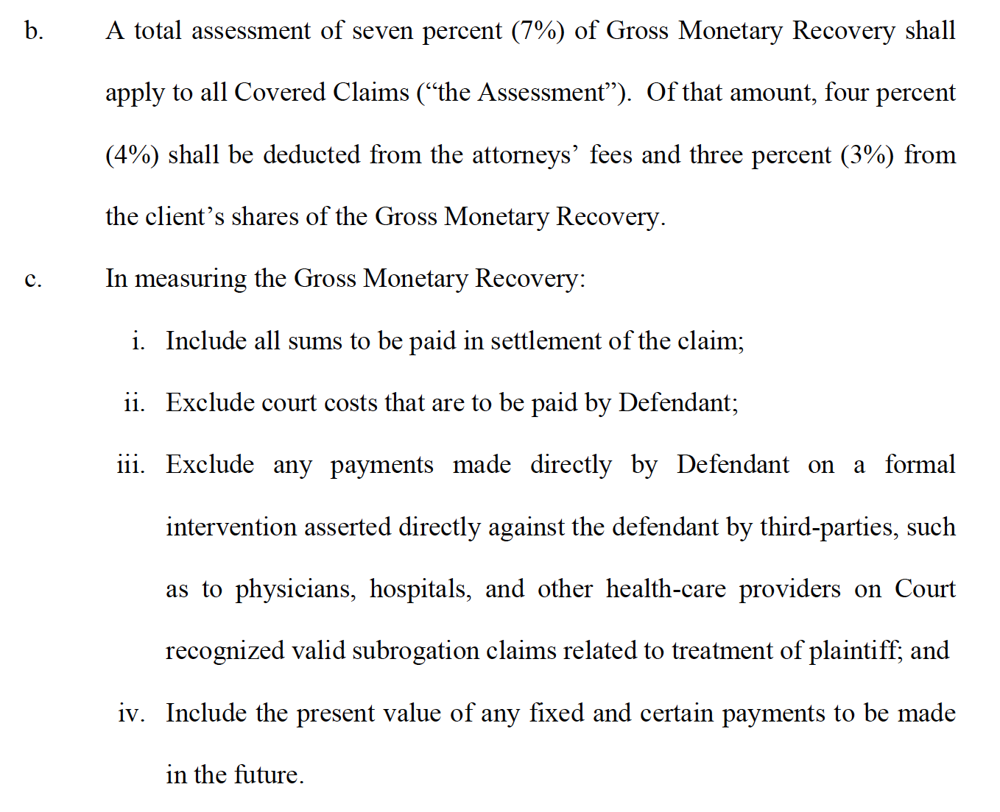 b. A total assessment of seven percent (7%) of Gross Monetary Recovery shall
apply to all Covered Claims (“the Assessment”).  Of that amount, four percent
(4%) shall be deducted from the attorneys’ fees and three percent (3%) from
the client’s shares of the Gross Monetary Recovery.
c. In measuring the Gross Monetary Recovery:
i. Include all sums to be paid in settlement of the claim;
ii. Exclude court costs that are to be paid by Defendant;
iii. Exclude any payments made directly by Defendant on a formal
intervention asserted directly against the defendant by third-parties, such
as to physicians, hospitals, and other health-care providers on Court
recognized valid subrogation claims related to treatment of plaintiff; and
iv. Include the present value of any fixed and certain payments to be made
in the future.